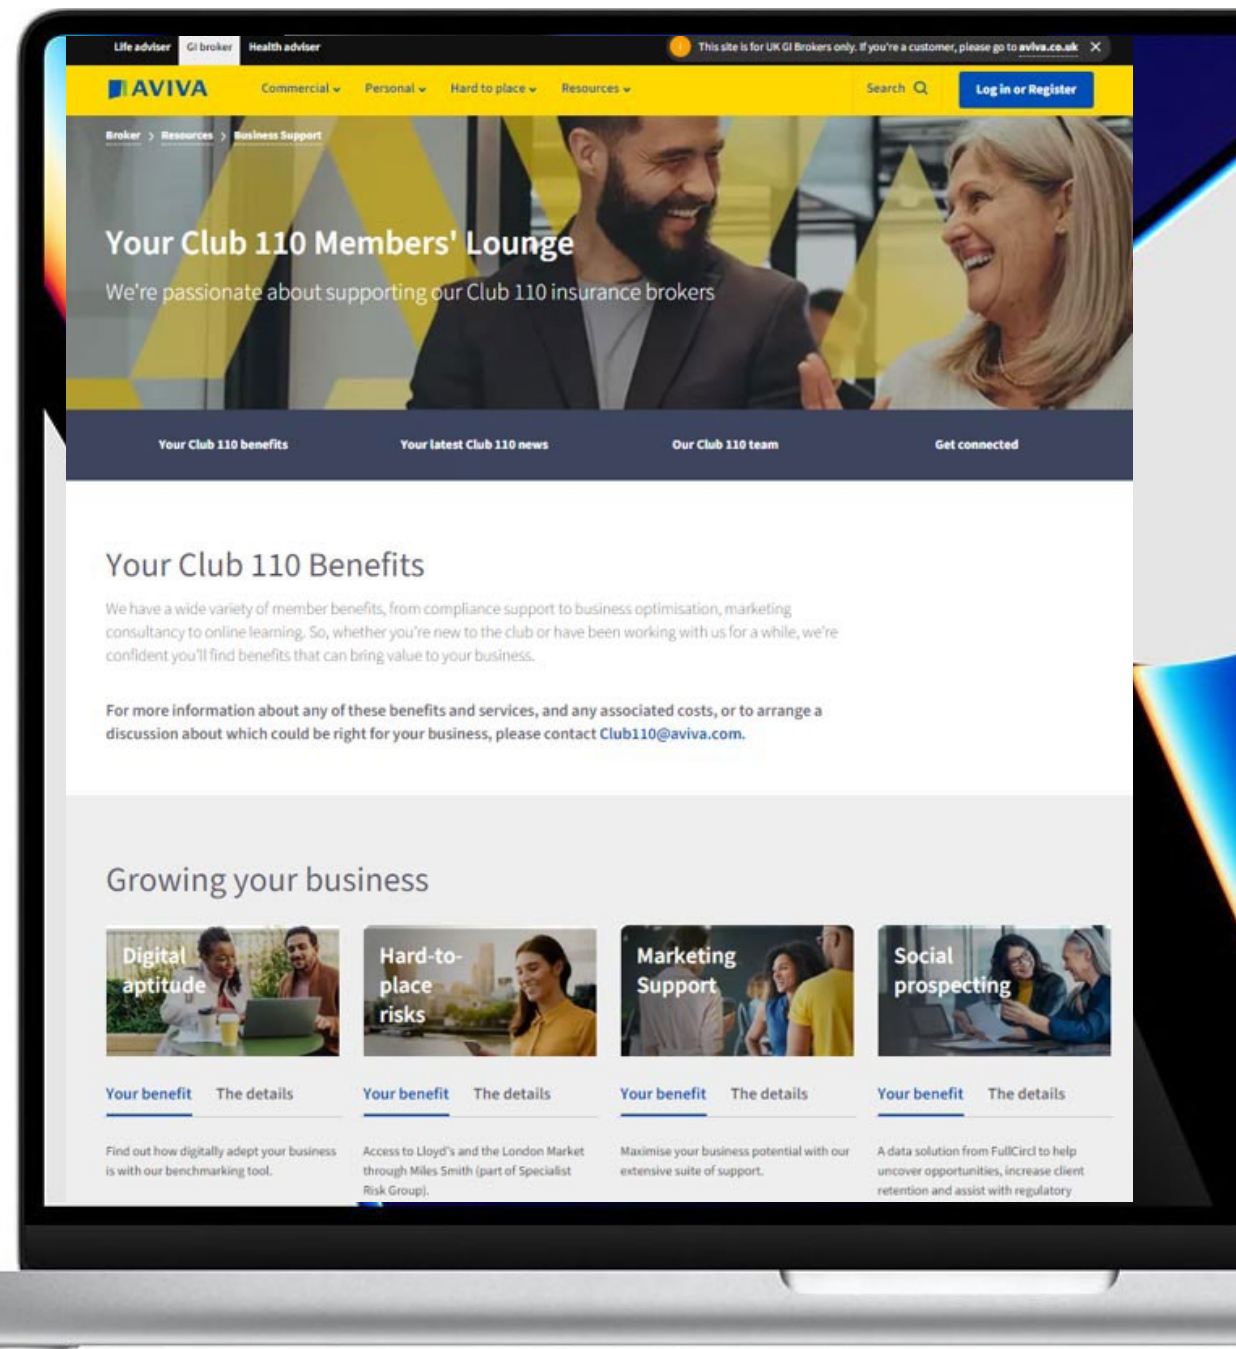 Life adviser GI broker Health adviser
This site is for UK GI Brokers only. If you're a customer, please go to aviva.co.uk X
AVIVA Commercial Personal Hard to place Resources Search Log in or Register
Broker > Resources > Business Support
Your Club 110 Members' Lounge
We're passionate about supporting our Club 110 insurance brokers
Your Club 110 benefits Your latest Club 110 news Our Club 110 team Get connected
Your Club 110 Benefits
We have a wide variety of member benefits, from compliance support to business optimisation, marketing
consultancy to online learning. So, whether you're new to the club or have been working with us for a while, we're
confident you'll find benefits that can bring value to your business.
For more information about any of these benefits and services, and any associated costs, or to arrange a
discussion about which could be right for your business, please contact Club110@aviva.com.
Growing your business
Digital
aptitude
Your benefit The details
Find out how digitally adept your business
is with our benchmarking tool.
Hard-to-
place
risks
Your benefit The details
Access to Lloyd's and the London Market
through Miles Smith (part of Specialist
Risk Group).
Marketing
Support
Your benefit The details
Maximise your business potential with our
extensive suite of support.
Social
prospecting
Your benefit The details
A data solution from FullCircl to help
uncover opportunities, increase client
retention and assist with regulatory